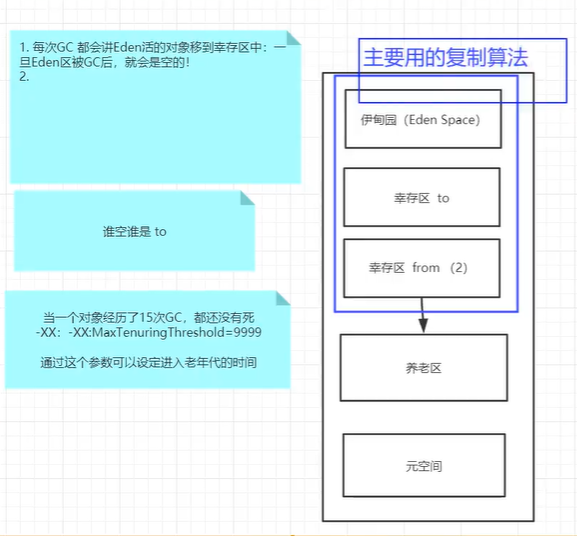 1. 每次GC 都会讲Eden活的对象移到幸存区中：一
旦Eden区被GC后，就会是空的！
2.
主要用的复制算法
伊甸园（Eden Space）
幸存区 to
谁空谁是 to
幸存区 from （2）
当一个对象经历了15次GC，都还没有死
-XX：-XX:MaxTenuringThreshold=9999
通过这个参数可以设定进入老年代的时间
养老区
元空间